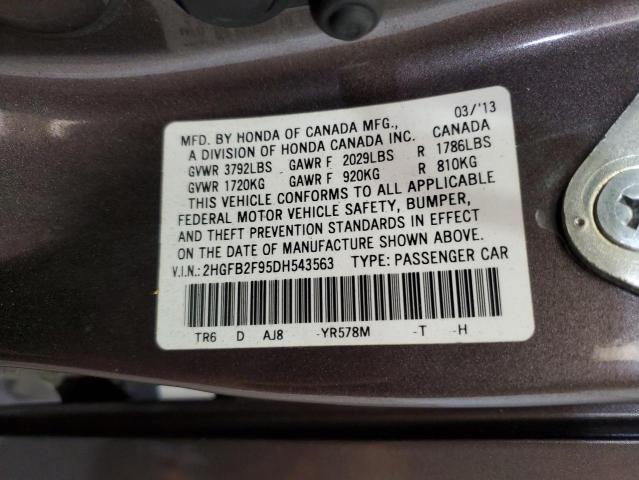 MFD. BY HONDA OF CANADA MFG., 03/'13
A DIVISION OF HONDA CANADA INC. CANADA
GVWR 3792LBS GAWR F 2029LBS R 1786LBS
GVWR 1720KG GAWR F 920KG R 810KG
THIS VEHICLE CONFORMS TO ALL APPLICABLE
FEDERAL MOTOR VEHICLE SAFETY, BUMPER,
AND THEFT PREVENTION STANDARDS IN EFFECT
ON THE DATE OF MANUFACTURE SHOWN ABOVE.
V.I.N.: 2HGFB2F95DH543563 TYPE: PASSENGER CAR
TR6 D AJ8 -YR578M -T -H